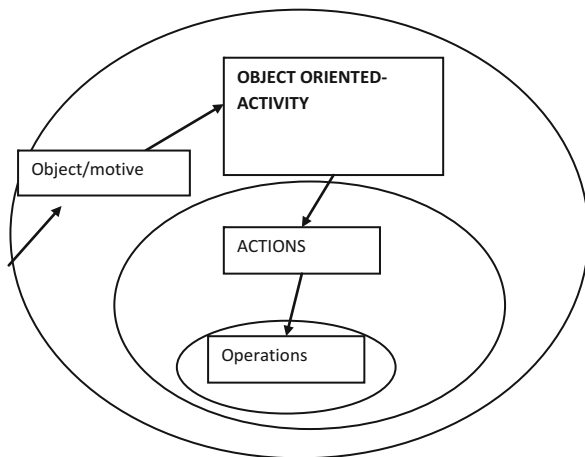 OBJECT ORIENTED-
ACTIVITY
Object/motive
ACTIONS
Operations